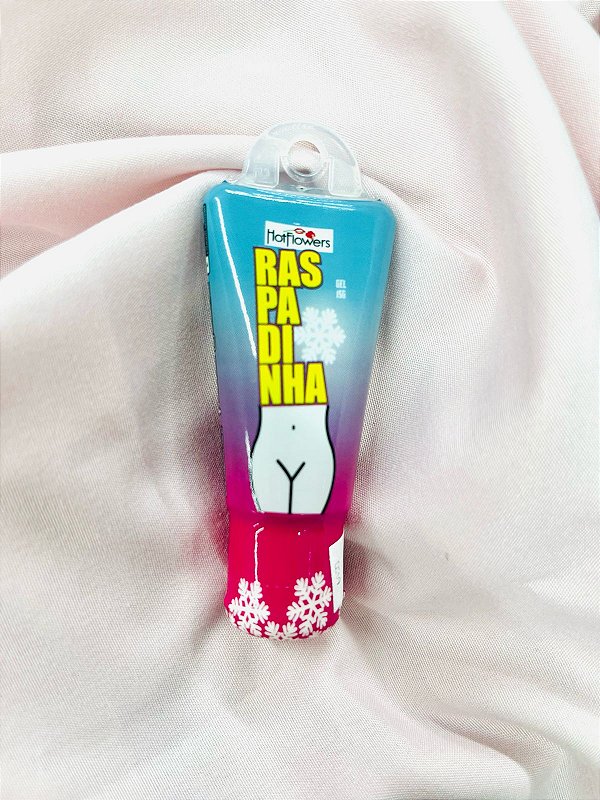 HotFlowers
RAS
PA
DI
NHA
GEL
15G